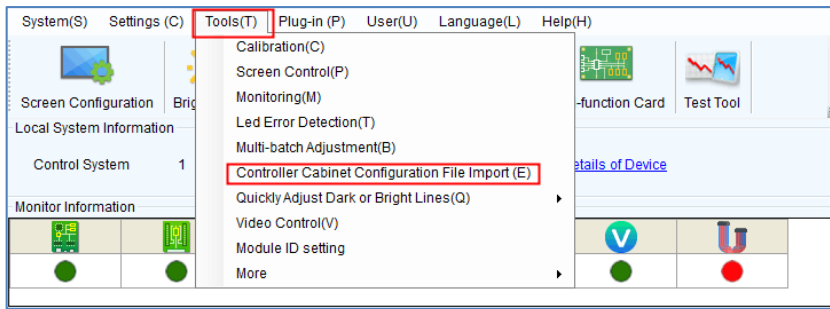 System(S) Settings (C) Tools(T) Plug-in (P) User(U) Language(L) Help(H)
Calibration(C)
Screen Control(P)
Monitoring(M)
Led Error Detection(T)
Multi-batch Adjustment(B)
Controller Cabinet Configuration File Import (E)
Quickly Adjust Dark or Bright Lines(Q)
Video Control(V)
Module ID setting
More
Screen Configuration Brig -function Card Test Tool
Local System Information
Control System 1 etails of Device
Monitor Information
V